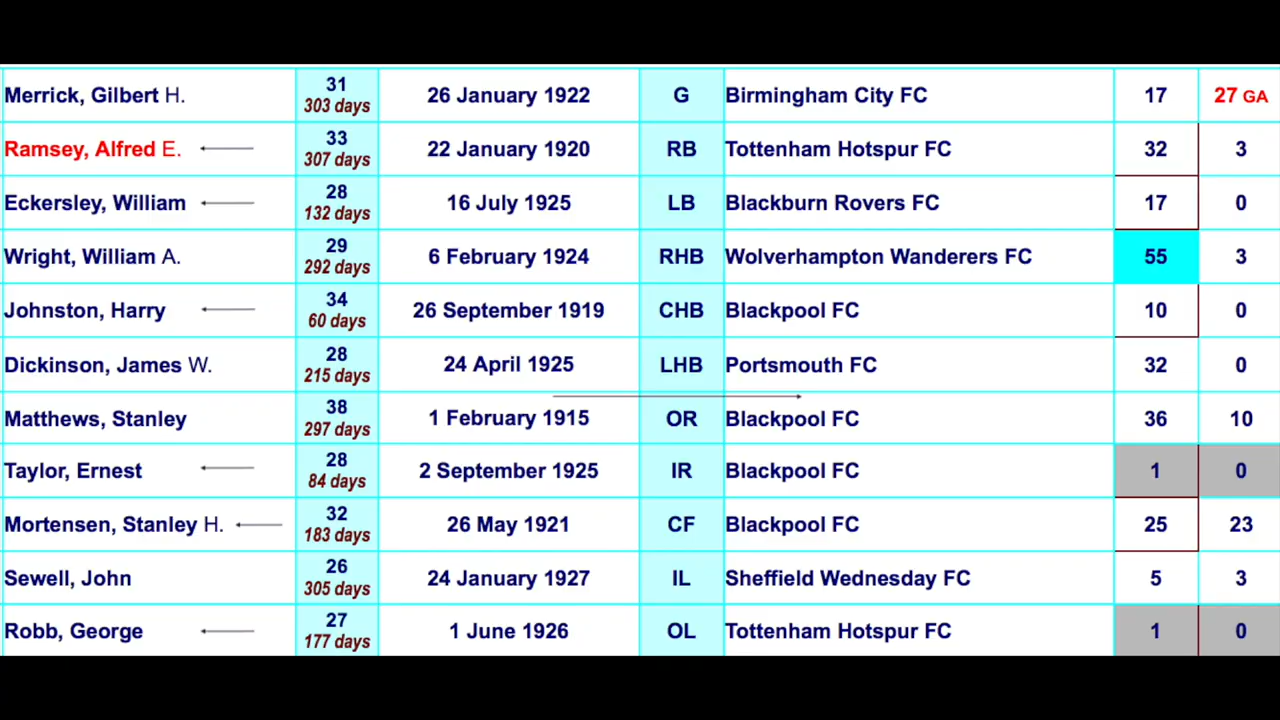 Merrick, Gilbert H. 31 303 days 26 January 1922 G Birmingham City FC 17 27 GA
Ramsey, Alfred E. 33 307 days 22 January 1920 RB Tottenham Hotspur FC 32 3
Eckersley, William 28 132 days 16 July 1925 LB Blackburn Rovers FC 17 0
Wright, William A. 29 292 days 6 February 1924 RHB Wolverhampton Wanderers FC 55 3
Johnston, Harry 34 60 days 26 September 1919 CHB Blackpool FC 10 0
Dickinson, James W. 28 215 days 24 April 1925 LHB Portsmouth FC 32 0
Matthews, Stanley 38 297 days 1 February 1915 OR Blackpool FC 36 10
Taylor, Ernest 28 84 days 2 September 1925 IR Blackpool FC 1 0
Mortensen, Stanley H. 32 183 days 26 May 1921 CF Blackpool FC 25 23
Sewell, John 26 305 days 24 January 1927 IL Sheffield Wednesday FC 5 3
Robb, George 27 177 days 1 June 1926 OL Tottenham Hotspur FC 1 0